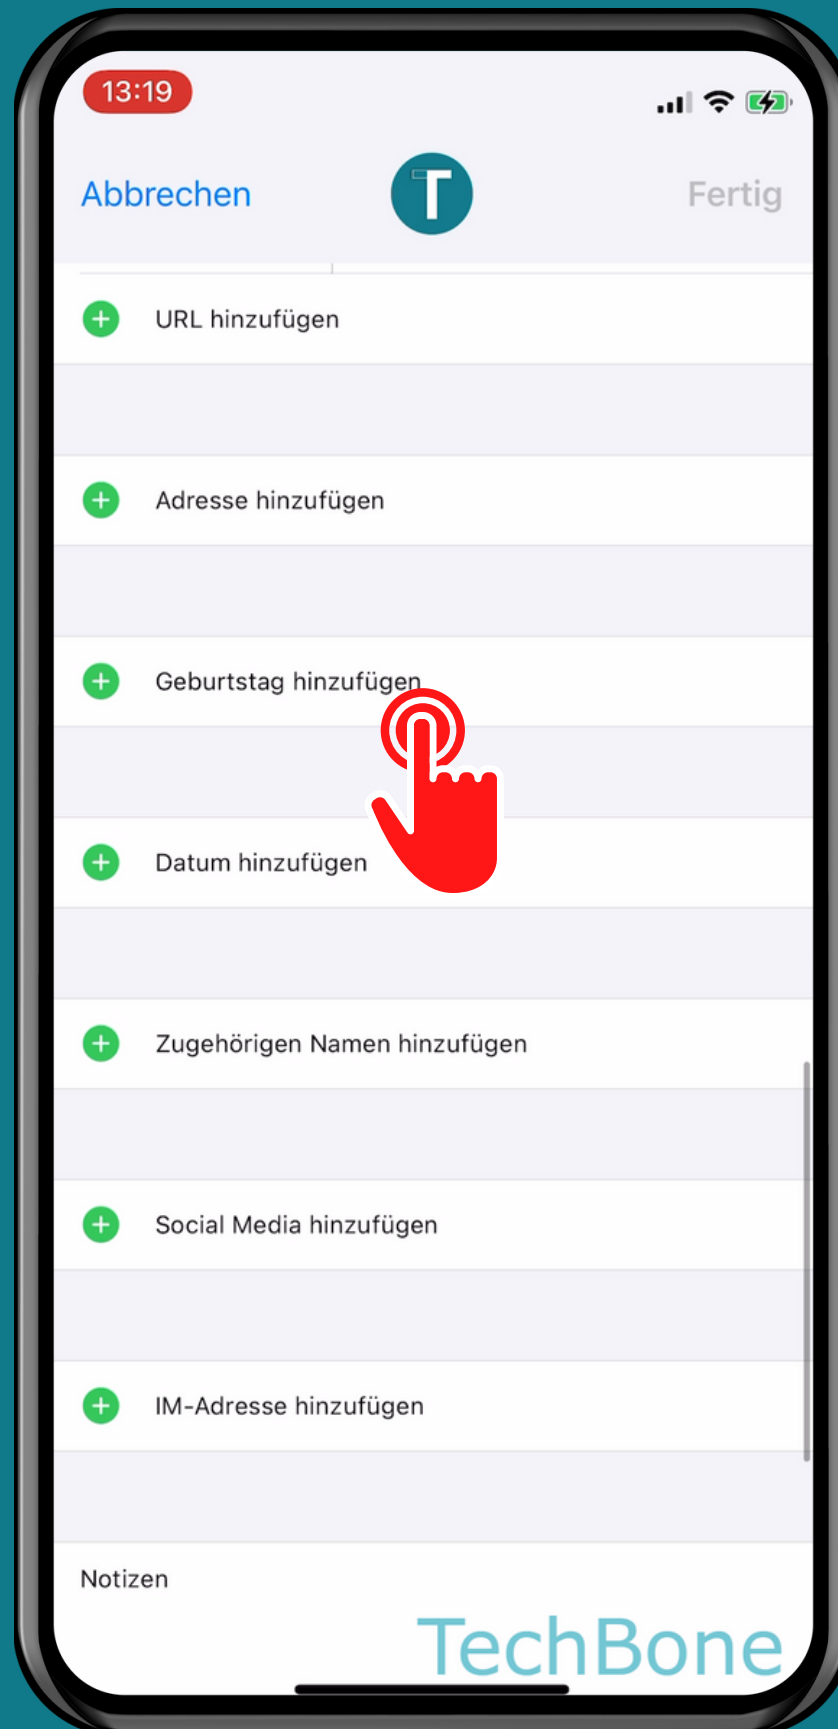 13:19
Abbrechen
T
Fertig
URL hinzufügen
Adresse hinzufügen
Geburtstag hinzufügen
Datum hinzufügen
Zugehörigen Namen hinzufügen
Social Media hinzufügen
IM-Adresse hinzufügen
Notizen
TechBone